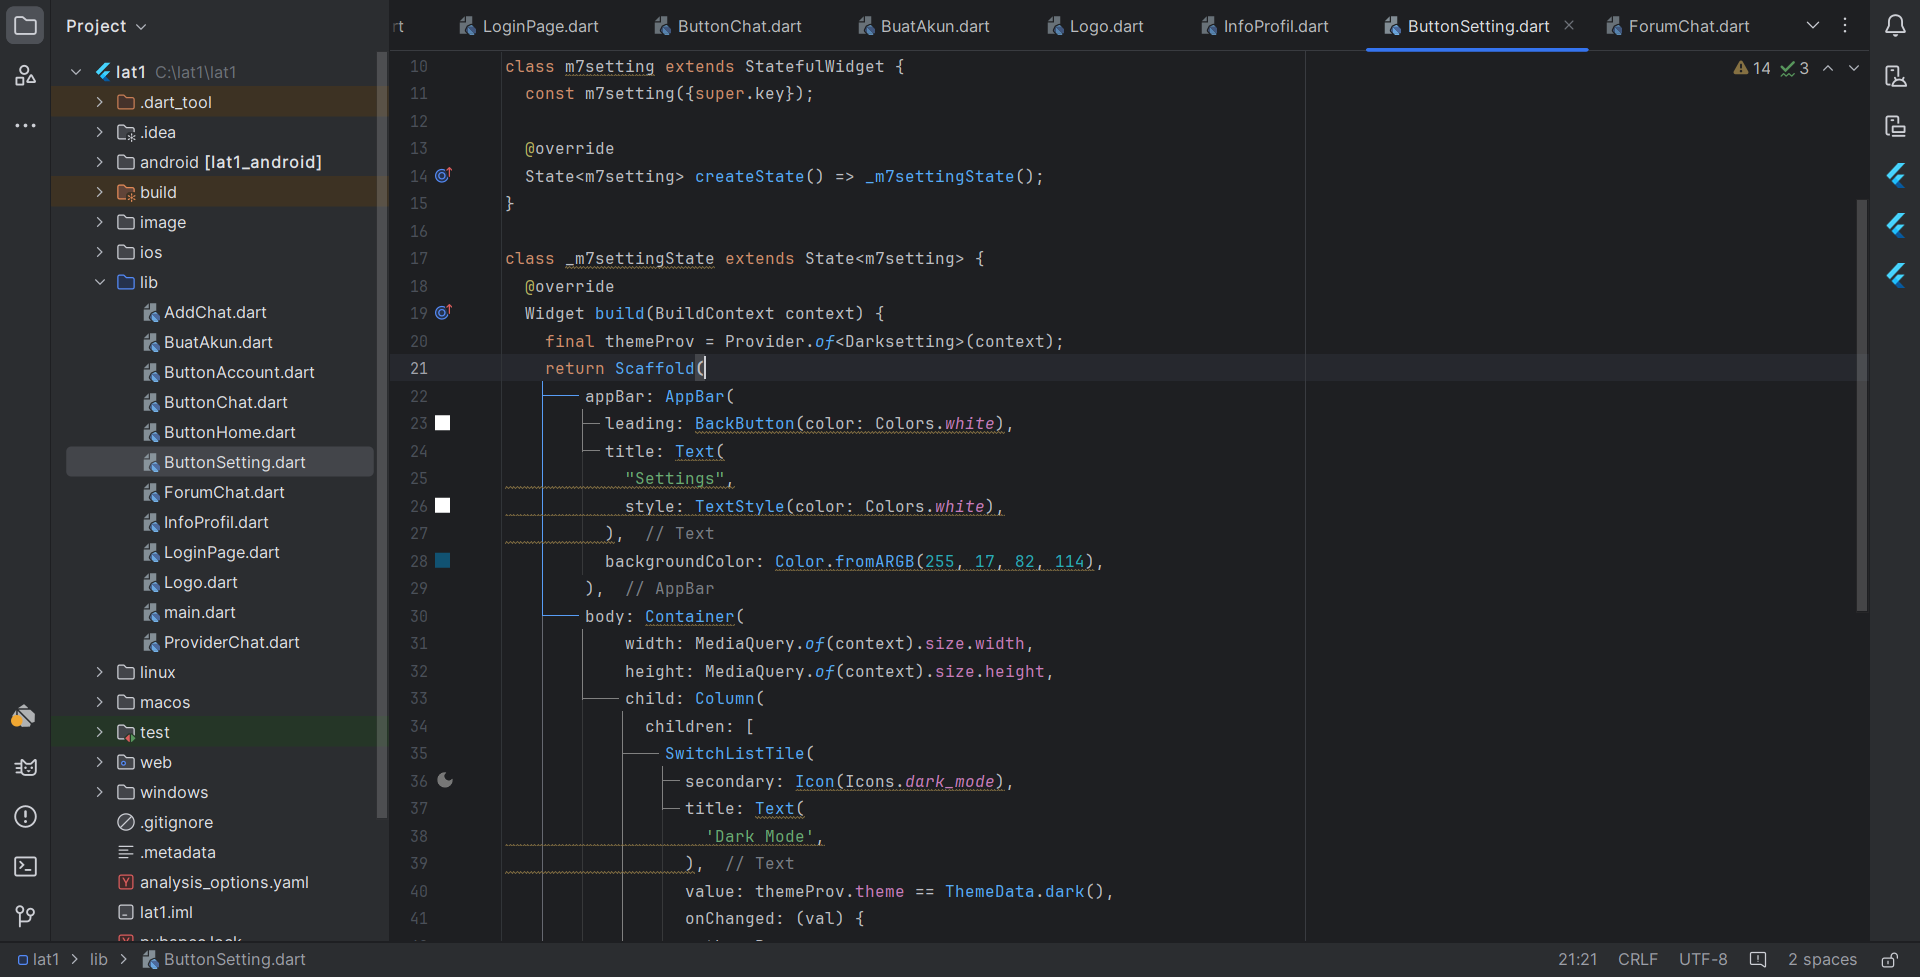 Project
rt
LoginPage.dart
ButtonChat.dart
BuatAkun.dart
Logo.dart
InfoProfil.dart
ButtonSetting.dart
ForumChat.dart
lat1 C:\lat1\lat1
.dart_tool
.idea
android [lat1_android]
build
image
ios
lib
AddChat.dart
BuatAkun.dart
ButtonAccount.dart
ButtonChat.dart
ButtonHome.dart
ButtonSetting.dart
ForumChat.dart
InfoProfil.dart
LoginPage.dart
Logo.dart
main.dart
ProviderChat.dart
linux
macos
test
web
windows
.gitignore
.metadata
analysis_options.yaml
lat1.iml
pubspec.lock
14 3
10 class m7setting extends StatefulWidget {
11 const m7setting({super.key});
12
13 @override
14 State<m7setting> createState() => _m7settingState();
15 }
16
17 class _m7settingState extends State<m7setting> {
18 @override
19 Widget build(BuildContext context) {
20 final themeProv = Provider.of<Darksetting>(context);
21 return Scaffold(
22 appBar: AppBar(
23 leading: BackButton(color: Colors.white),
24 title: Text(
25 "Settings",
26 style: TextStyle(color: Colors.white),
27 ), // Text
28 backgroundColor: Color.fromARGB(255, 17, 82, 114),
29 ), // AppBar
30 body: Container(
31 width: MediaQuery.of(context).size.width,
32 height: MediaQuery.of(context).size.height,
33 child: Column(
34 children: [
35 SwitchListTile(
36 secondary: Icon(Icons.dark_mode),
37 title: Text(
38 'Dark Mode',
39 ), // Text
40 value: themeProv.theme == ThemeData.dark(),
41 onChanged: (val) {
lat1 > lib > ButtonSetting.dart
21:21 CRLF UTF-8 2 spaces